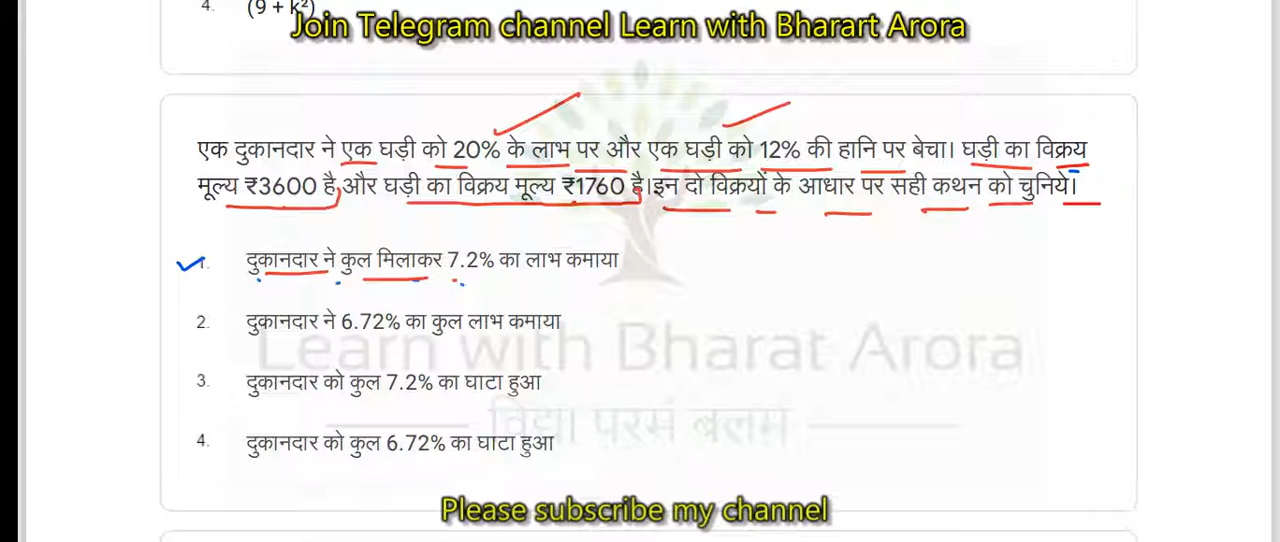 4. (9 + k²)
Join Telegram channel Learn with Bharart Arora
एक दुकानदार ने एक घड़ी को 20% के लाभ पर और एक घड़ी को 12% की हानि पर बेचा। घड़ी का विक्रय
मूल्य ₹3600 है, और घड़ी का विक्रय मूल्य ₹1760 है।इन दो विक्रयों के आधार पर सही कथन को चुनिये।
1. दुकानदार ने कुल मिलाकर 7.2% का लाभ कमाया
2. दुकानदार ने 6.72% का कुल लाभ कमाया
Learn with Bharat Arora
3. दुकानदार को कुल 7.2% का घाटा हुआ
विद्या परमं बलम
4. दुकानदार को कुल 6.72% का घाटा हुआ
Please subscribe my channel